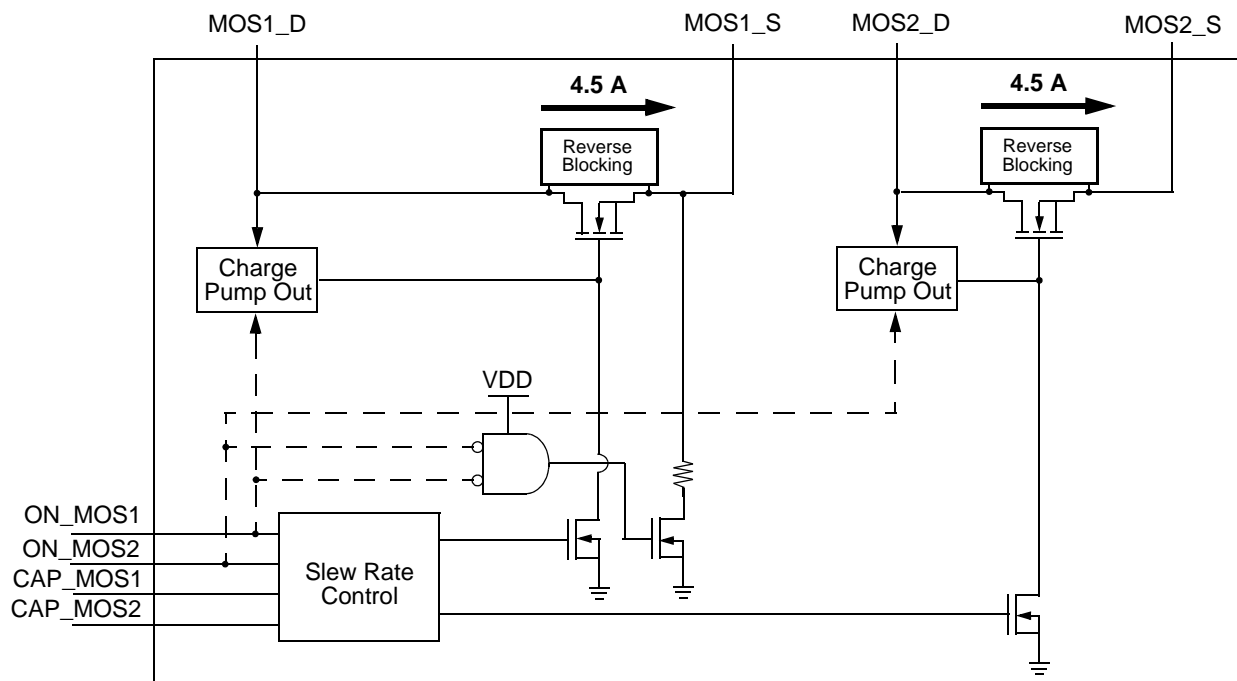 MOS1_D
MOS1_S
MOS2_D
MOS2_S
4.5 A
4.5 A
Reverse
Blocking
Reverse
Blocking
Charge
Pump Out
Charge
Pump Out
VDD
ON_MOS1
ON_MOS2
CAP_MOS1
CAP_MOS2
Slew Rate
Control